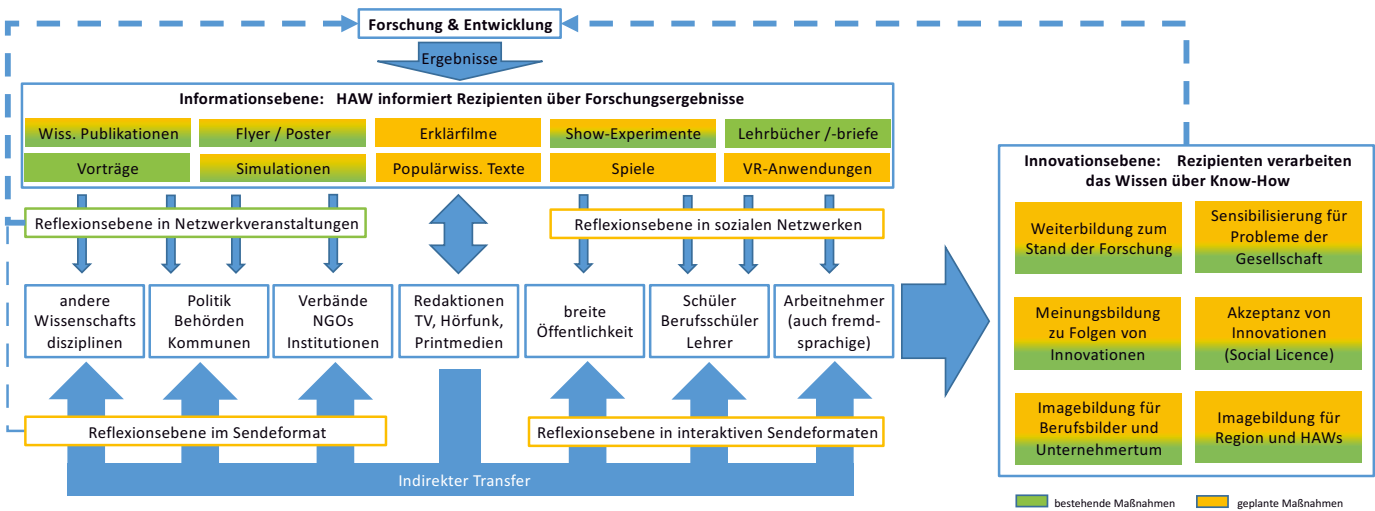 Forschung & Entwicklung
Ergebnisse
Informationsebene: HAW informiert Rezipienten über Forschungsergebnisse
Wiss. Publikationen
Flyer / Poster
Erklärfilme
Show-Experimente
Lehrbücher /-briefe
Vorträge
Simulationen
Populärwiss. Texte
Spiele
VR-Anwendungen
Reflexionsebene in Netzwerkveranstaltungen
Reflexionsebene in sozialen Netzwerken
andere
Wissenschafts
disziplinen
Politik
Behörden
Kommunen
Verbände
NGOs
Institutionen
Redaktionen
TV, Hörfunk,
Printmedien
breite
Öffentlichkeit
Schüler
Berufsschüler
Lehrer
Arbeitnehmer
(auch fremd-
sprachige)
Reflexionsebene im Sendeformat
Reflexionsebene in interaktiven Sendeformaten
Indirekter Transfer
Innovationsebene: Rezipienten verarbeiten
das Wissen über Know-How
Weiterbildung zum
Stand der Forschung
Sensibilisierung für
Probleme der
Gesellschaft
Meinungsbildung
zu Folgen von
Innovationen
Akzeptanz von
Innovationen
(Social Licence)
Imagebildung für
Berufsbilder und
Unternehmertum
Imagebildung für
Region und HAWs
bestehende Maßnahmen
geplante Maßnahmen